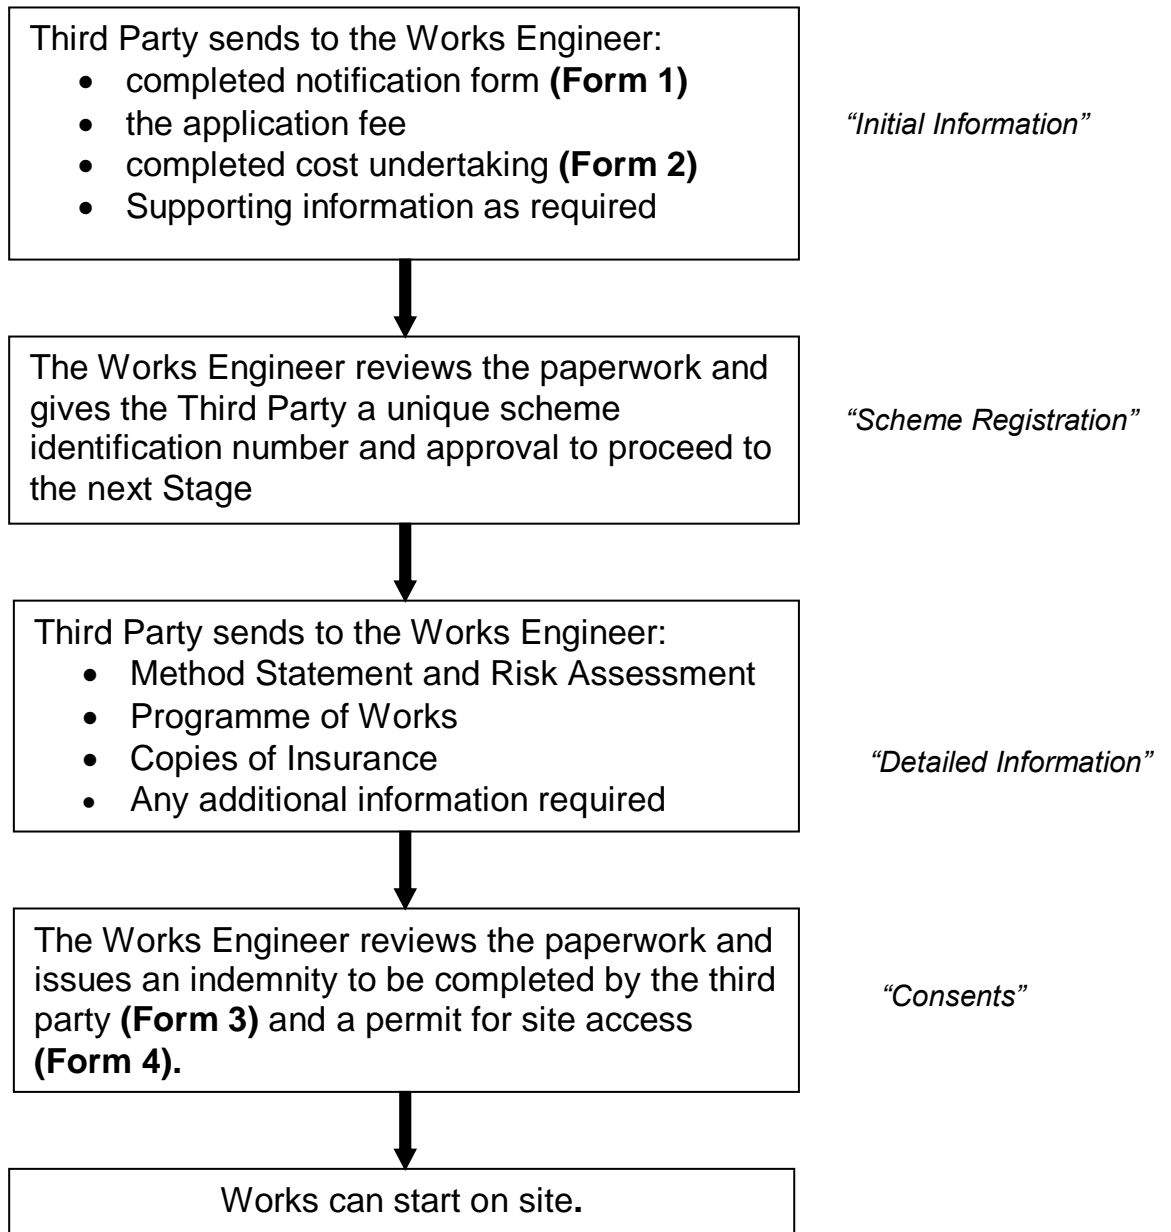 Third Party sends to the Works Engineer:
• completed notification form (Form 1)
• the application fee
• completed cost undertaking (Form 2)
• Supporting information as required
“Initial Information”
The Works Engineer reviews the paperwork and
gives the Third Party a unique scheme
identification number and approval to proceed to
the next Stage
“Scheme Registration”
Third Party sends to the Works Engineer:
• Method Statement and Risk Assessment
• Programme of Works
• Copies of Insurance
• Any additional information required
“Detailed Information”
The Works Engineer reviews the paperwork and
issues an indemnity to be completed by the third
party (Form 3) and a permit for site access
(Form 4).
“Consents”
Works can start on site.